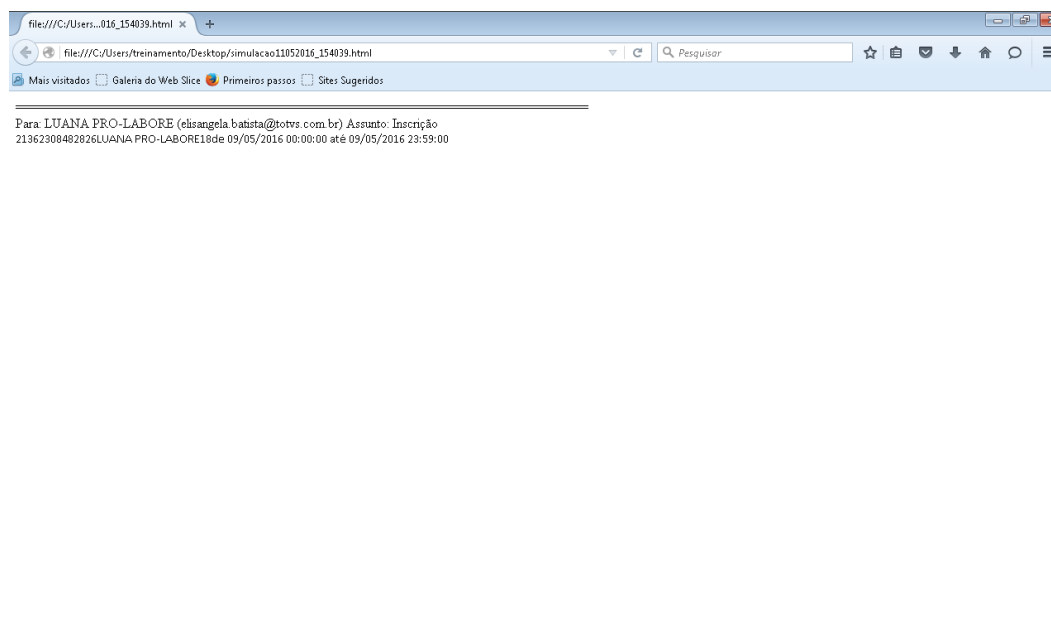 file:///C:/Users...016_154039.html
file:///C:/Users/treinamento/Desktop/simulacao11052016_154039.html
Pesquisar
Mais visitados Galeria do Web Slice Primeiros passos Sites Sugeridos
Para: LUANA PRO-LABORE (elisangela.batista@totvs.com.br) Assunto: Inscrição
21362308482826LUANA PRO-LABORE18de 09/05/2016 00:00:00 até 09/05/2016 23:59:00